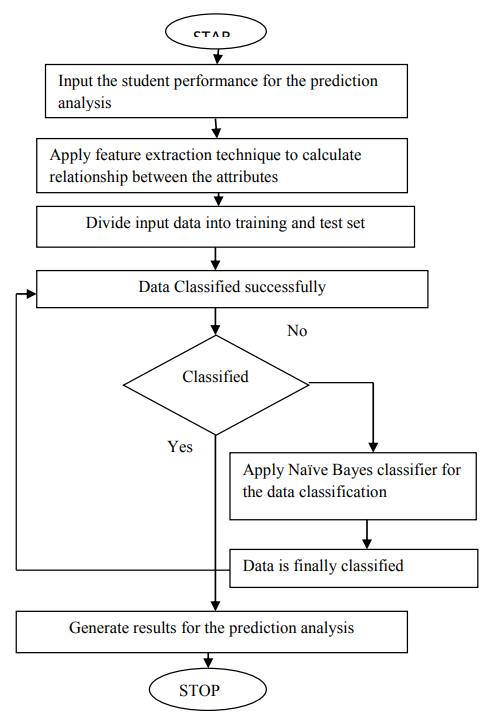 STAR
Input the student performance for the prediction
analysis
Apply feature extraction technique to calculate
relationship between the attributes
Divide input data into training and test set
Data Classified successfully
No
Classified
Yes
Apply Naïve Bayes classifier for
the data classification
Data is finally classified
Generate results for the prediction analysis
STOP